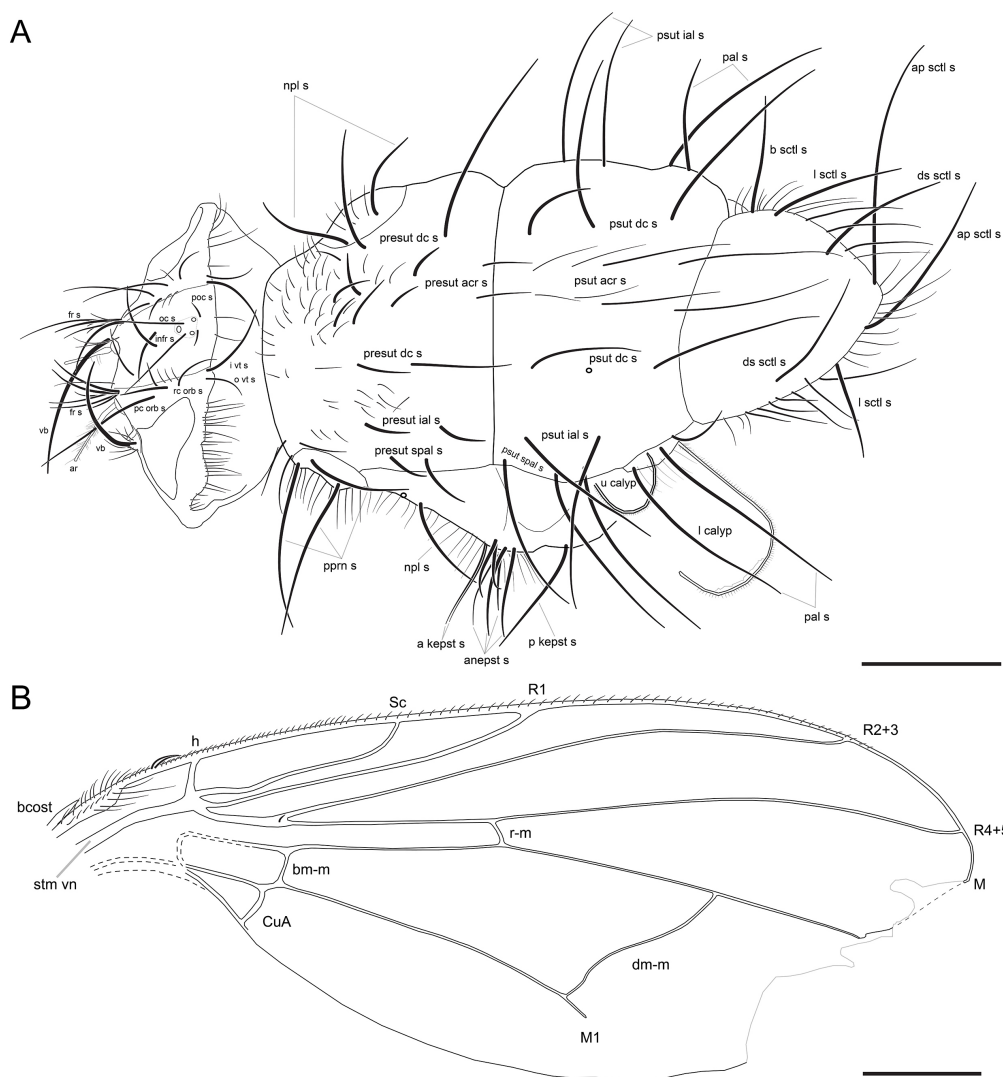 A
psut ial s
pal s
ap sctl s
npl s
b sctl s
l sctl s
ds sctl s
ap sctl s
presut dc s
psut dc s
presut acr s
psut acr s
poc s
fr s
oc s
infr s
presut dc s
psut dc s
ds sctl s
i vt s
o vt s
rc orb s
fr s
pc orb s
l sctl s
vb
vb
ar
presut ial s
psut ial s
presut spal s
psut spal s
u calyp
l calyp
pprn s
npl s
pal s
a kepst s
p kepst s
anepst s
B
R1
Sc
h
R2+3
bcost
r-m
R4+5
bm-m
stm vn
M
CuA
dm-m
M1